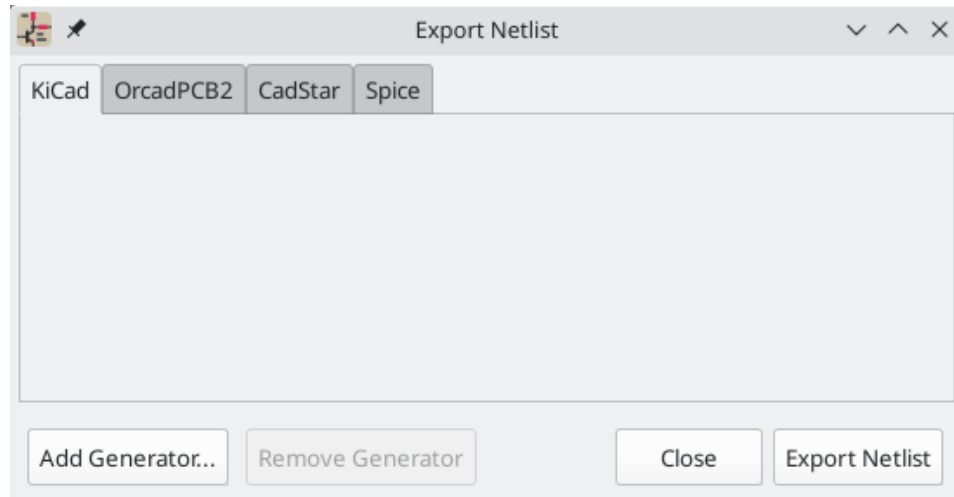 Export Netlist
KiCad OrcadPCB2 CadStar Spice
Add Generator... Remove Generator Close Export Netlist